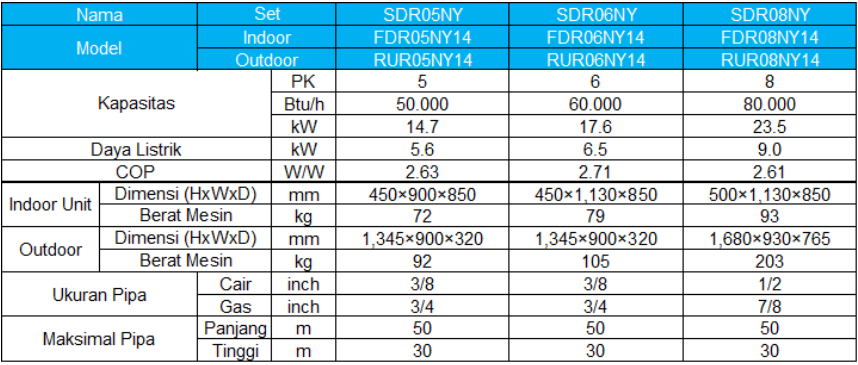 Nama Set SDR05NY SDR06NY SDR08NY
Model Indoor FDR05NY14 FDR06NY14 FDR08NY14
Outdoor RUR05NY14 RUR06NY14 RUR08NY14
Kapasitas PK 5 6 8
Btu/h 50.000 60.000 80.000
kW 14.7 17.6 23.5
Daya Listrik kW 5.6 6.5 9.0
COP W/W 2.63 2.71 2.61
Indoor Unit Dimensi (HxWxD) mm 450×900×850 450×1,130×850 500×1,130×850
Berat Mesin kg 72 79 93
Outdoor Dimensi (HxWxD) mm 1,345×900×320 1,345×900×320 1,680×930×765
Berat Mesin kg 92 105 203
Ukuran Pipa Cair inch 3/8 3/8 1/2
Gas inch 3/4 3/4 7/8
Maksimal Pipa Panjang m 50 50 50
Tinggi m 30 30 30